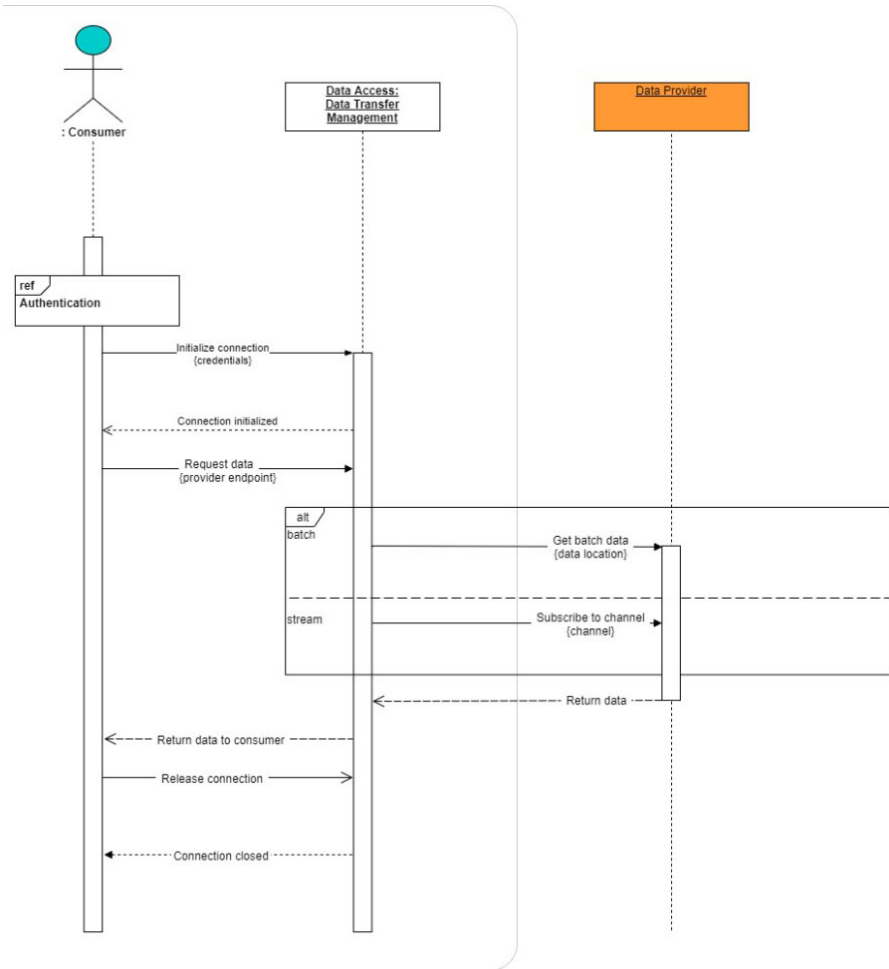 Data Access:
Data Transfer
Management
Data Provider
: Consumer
ref
Authentication
Initialize connection
{credentials}
Connection initialized
Request data
{provider endpoint}
alt
batch
Get batch data
{data location}
stream
Subscribe to channel
{channel}
Return data
Return data to consumer
Release connection
Connection closed